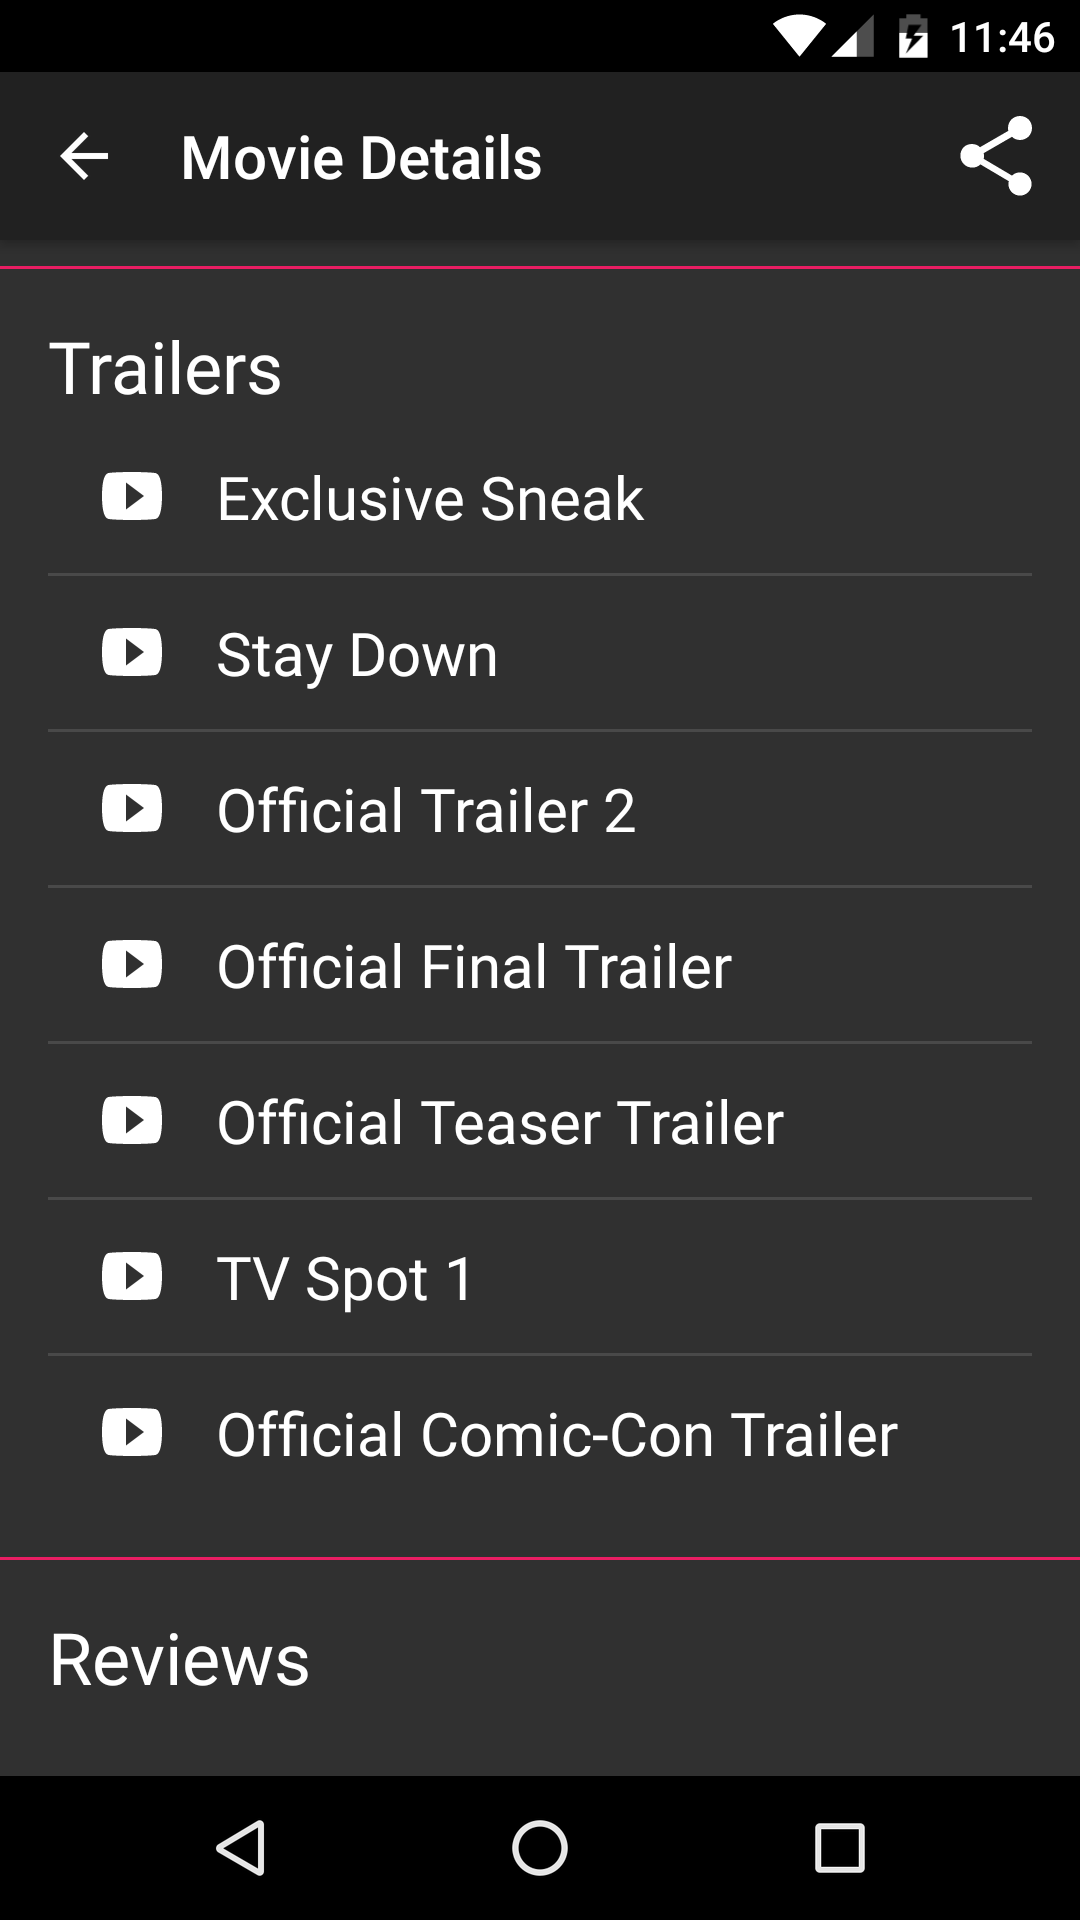 11:46
Movie Details
Trailers
Exclusive Sneak
Stay Down
Official Trailer 2
Official Final Trailer
Official Teaser Trailer
TV Spot 1
Official Comic-Con Trailer
Reviews